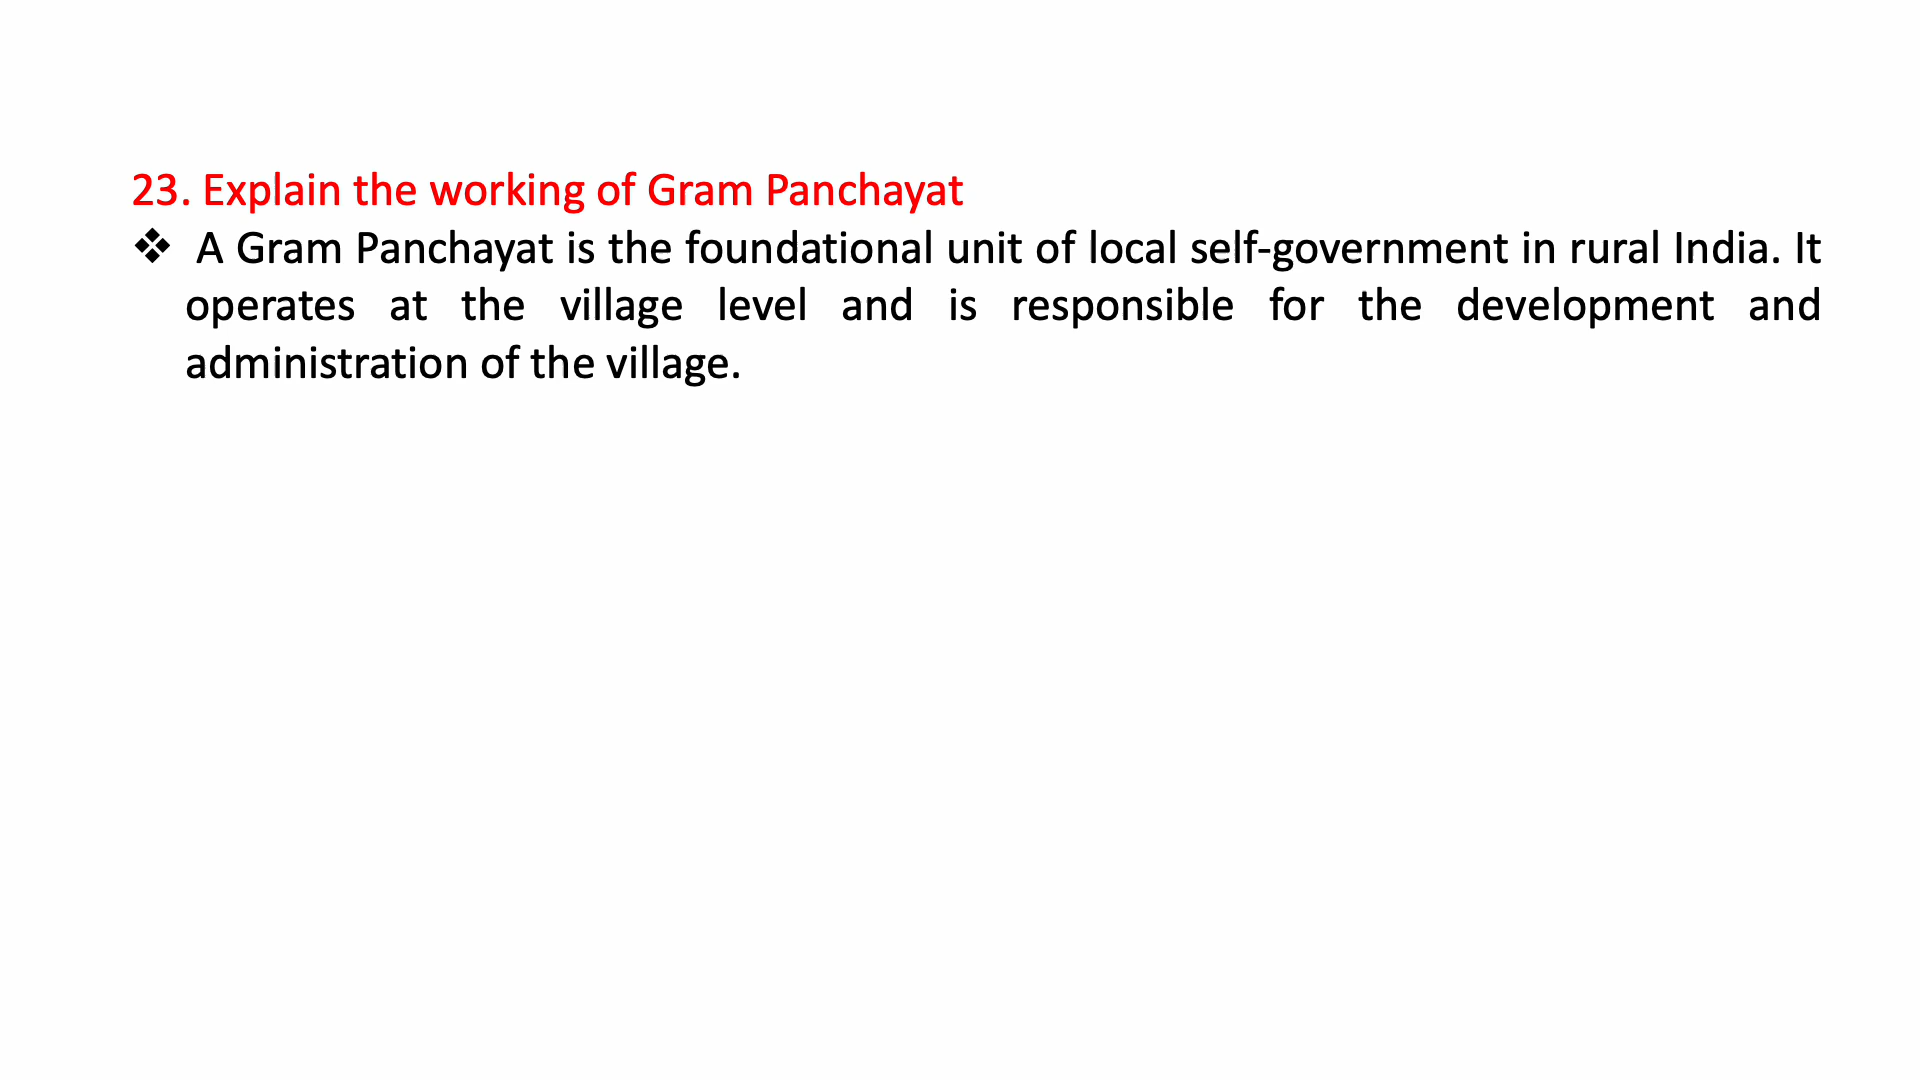 23. Explain the working of Gram Panchayat
❖ A Gram Panchayat is the foundational unit of local self-government in rural India. It
operates at the village level and is responsible for the development and
administration of the village.